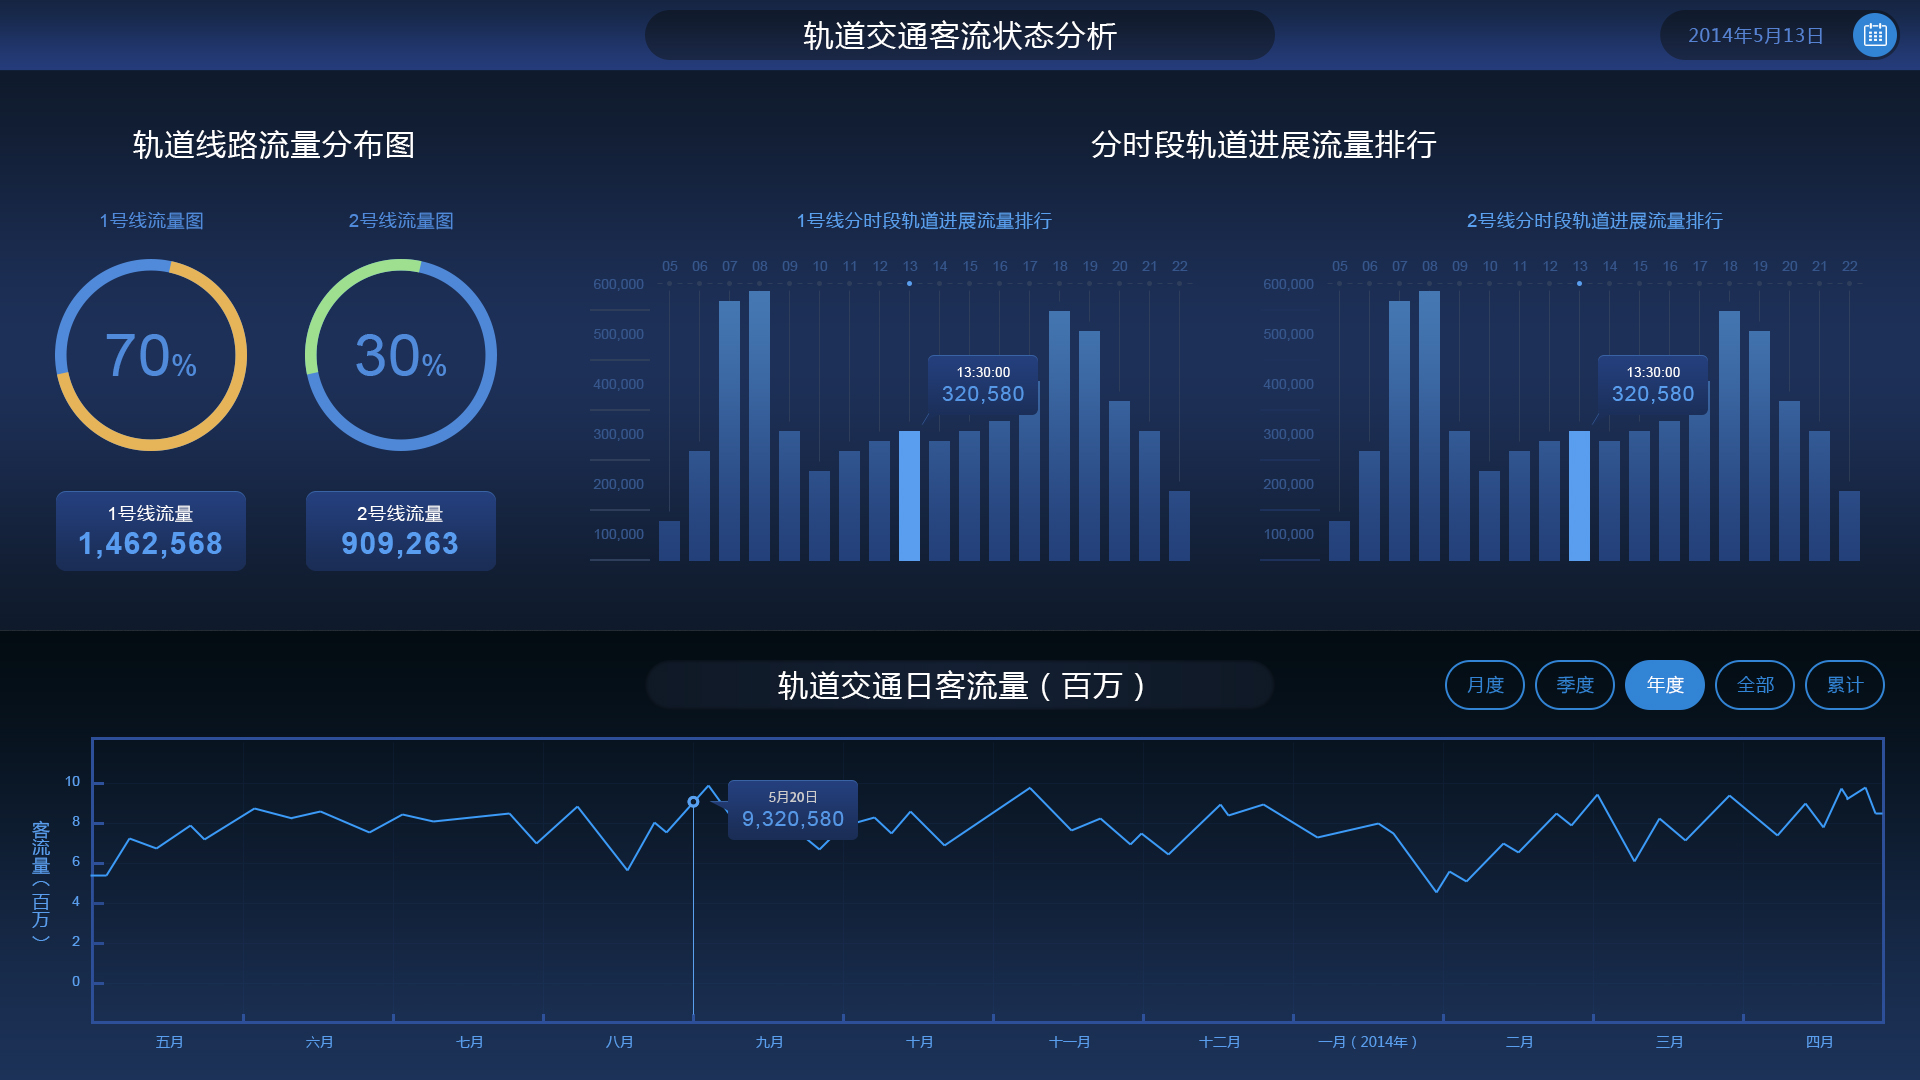 轨道交通客流状态分析
2014年5月13日
轨道线路流量分布图
分时段轨道进展流量排行
1号线流量图
2号线流量图
70%
30%
1号线流量
1,462,568
2号线流量
909,263
1号线分时段轨道进展流量排行
05 06 07 08 09 10 11 12 13 14 15 16 17 18 19 20 21 22
600,000
500,000
400,000
300,000
200,000
100,000
13:30:00
320,580
2号线分时段轨道进展流量排行
05 06 07 08 09 10 11 12 13 14 15 16 17 18 19 20 21 22
600,000
500,000
400,000
300,000
200,000
100,000
13:30:00
320,580
轨道交通日客流量（百万）
月度 季度 年度 全部 累计
客流量（百万）
10
8
6
4
2
0
5月20日
9,320,580
五月 六月 七月 八月 九月 十月 十一月 十二月 一月（2014年） 二月 三月 四月